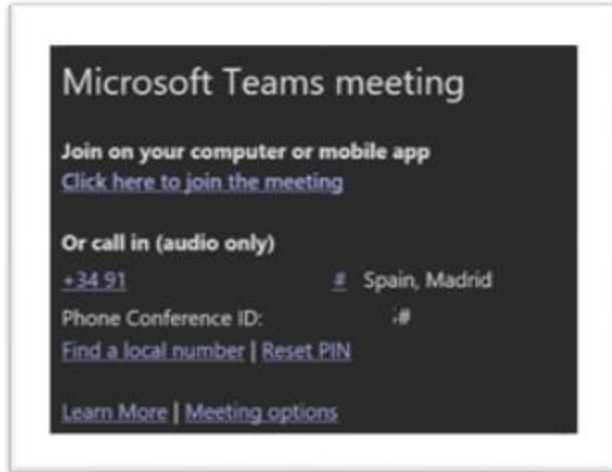 Microsoft Teams meeting
Join on your computer or mobile app
Click here to join the meeting
Or call in (audio only)
+34 91 # Spain, Madrid
Phone Conference ID: #
Find a local number | Reset PIN
Learn More | Meeting options